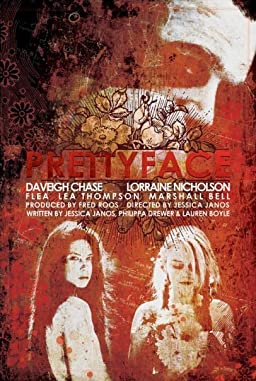 PRETTYFACE
DAVEIGH CHASE LORRAINE NICHOLSON
FLEA LEA THOMPSON MARSHALL BELL
PRODUCED BY FRED ROOS DIRECTED BY JESSICA JANOS
WRITTEN BY JESSICA JANOS, PHILIPPA DREWER & LAUREN BOYLE